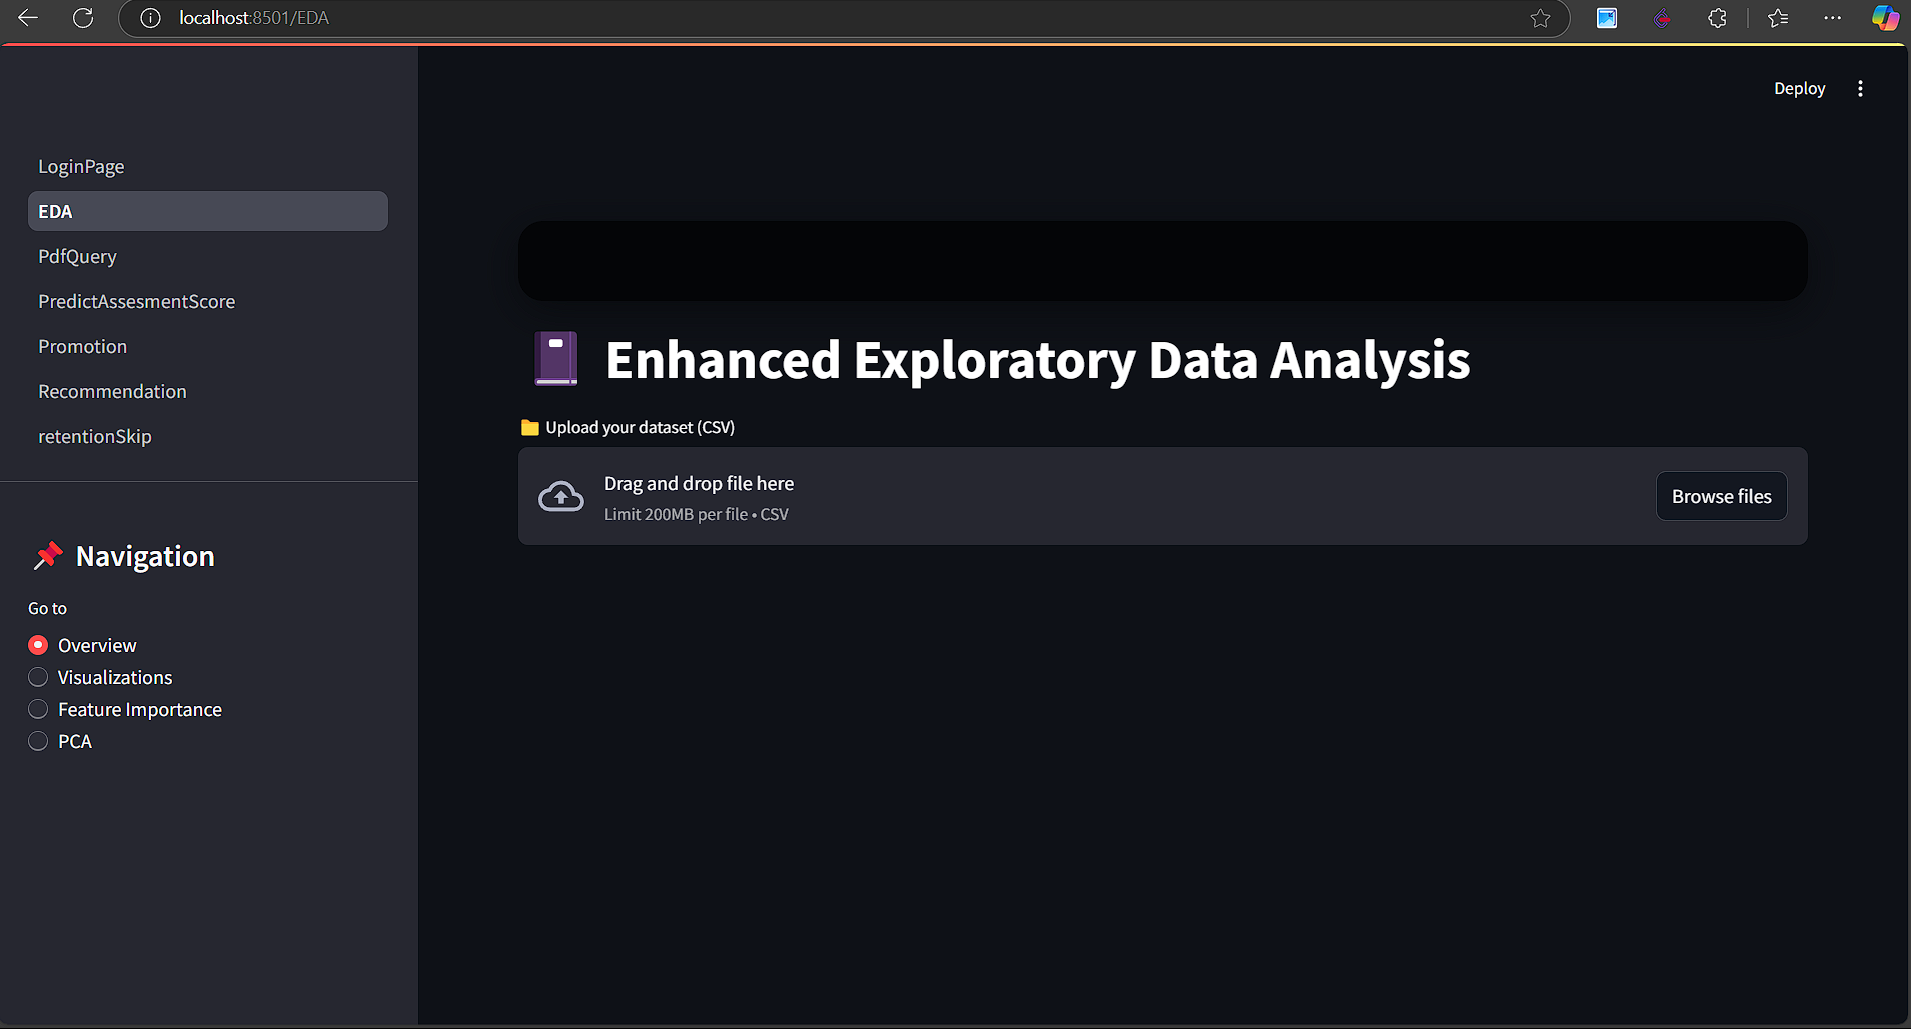 localhost:8501/EDA
Deploy
LoginPage
EDA
PdfQuery
PredictAssesmentScore
Promotion
Recommendation
retentionSkip
Navigation
Go to
Overview
Visualizations
Feature Importance
PCA
Enhanced Exploratory Data Analysis
Upload your dataset (CSV)
Drag and drop file here
Limit 200MB per file • CSV
Browse files